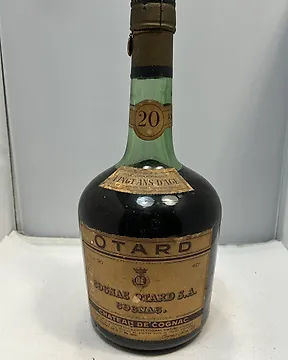 20
VINGT ANS D'AGE
OTARD
COGNAC OTARD S.A.
COGNAC.
CHATEAU DE COGNAC